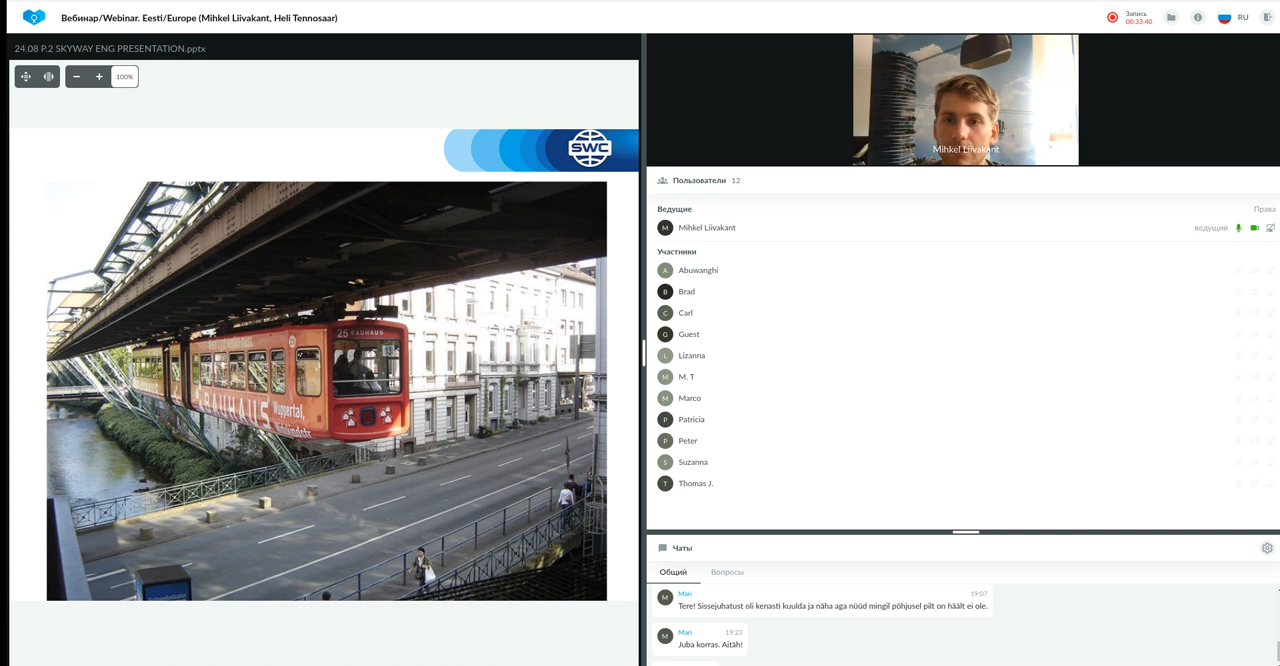 Вебинар/Webinar. Eesti/Europe (Mihkel Liivakant, Heli Tennosaar)
Запись
00:33:40
RU
24.08 P.2 SKYWAY ENG PRESENTATION.pptx
100%
SWC
25 BAUHAUS
13
BAUHAUS
Wuppertal,
Mihkel Liivakant
Пользователи 12
Ведущие
Права
M
Mihkel Liivakant
ведущий
Участники
A Abuwanghi
B Brad
C Carl
G Guest
L Lizanna
M M. T
M Marco
P Patricia
P Peter
S Suzanna
T Thomas J.
Чаты
Общий
Вопросы
M
Mari 19:07
Tere! Sissejuhatust oli kenasti kuulda ja näha aga nüüd mingil põhjusel pilt on häält ei ole.
M
Mari 19:23
Juba korras. Aitäh!